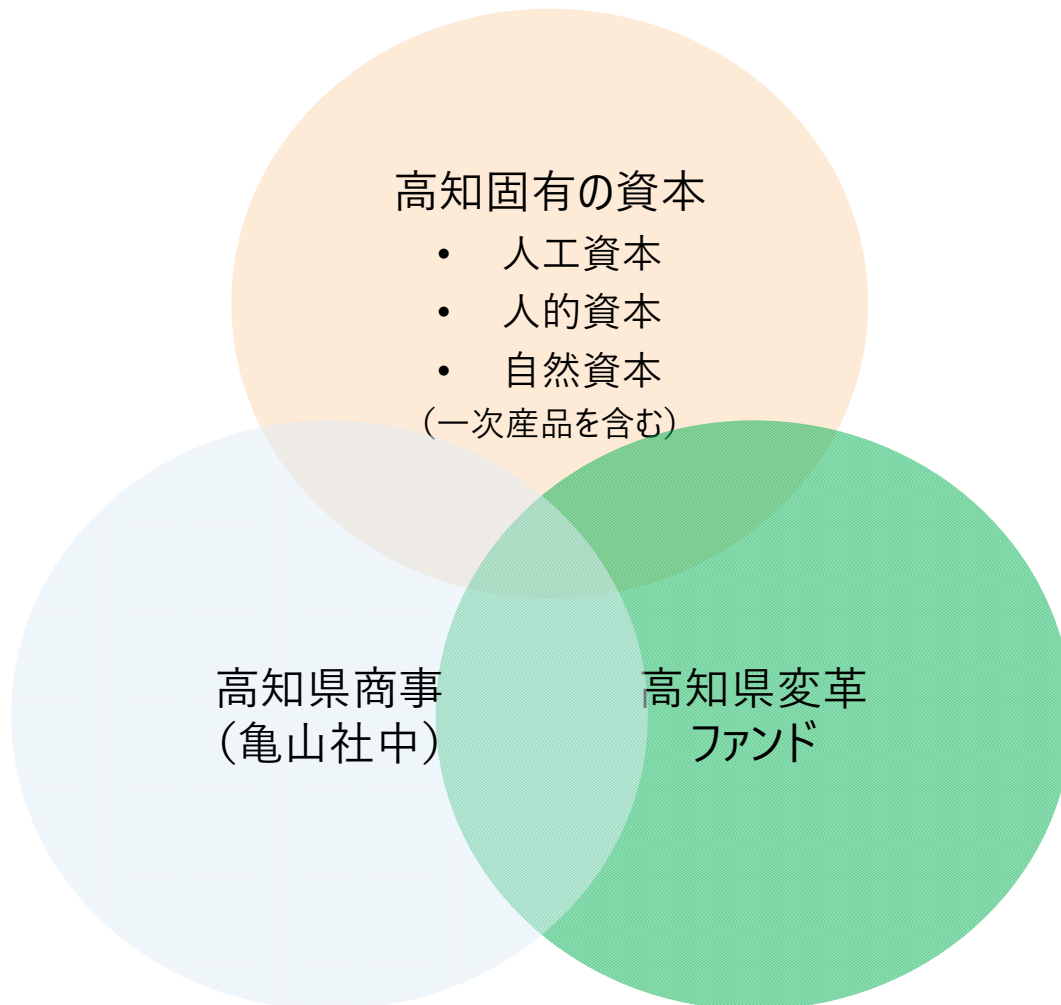 高知固有の資本
• 人工資本
• 人的資本
• 自然資本
（一次産品を含む）
高知県商事
（亀山社中）
高知県変革
ファンド